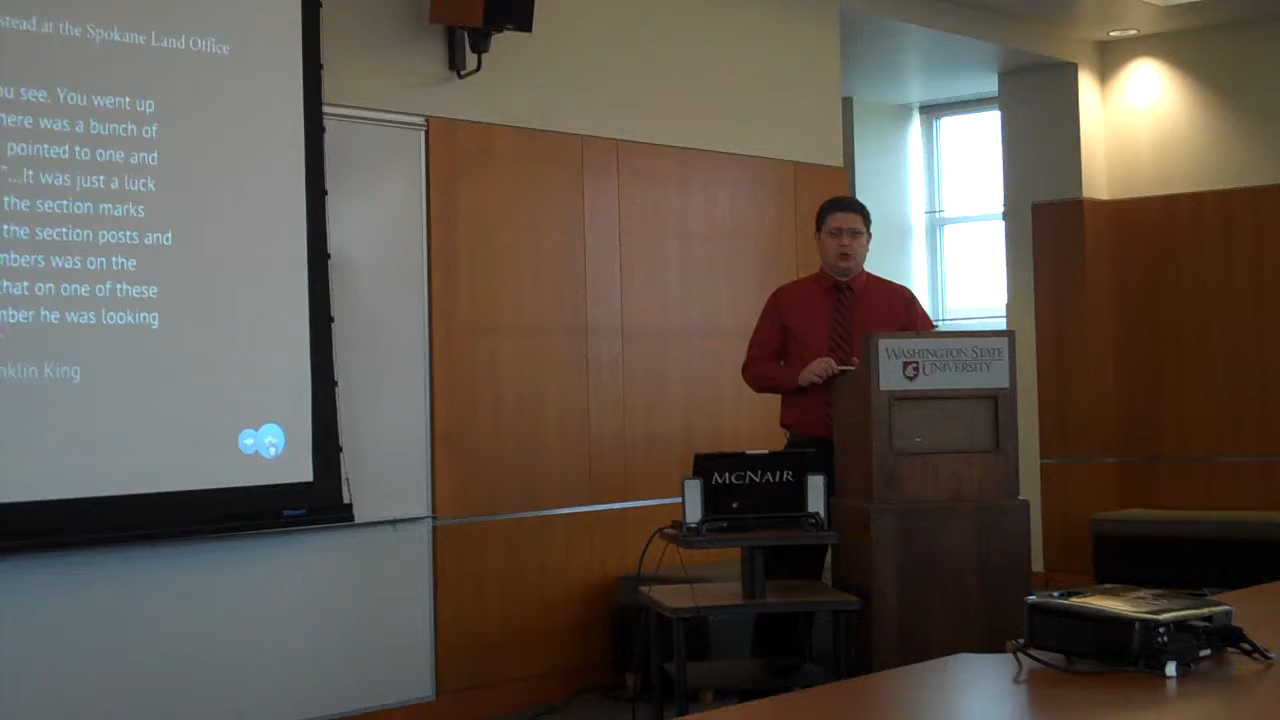 stead at the Spokane Land Office
ou see. You went up
here was a bunch of
pointed to one and
"...It was just a luck
the section marks
the section posts and
mbers was on the
that on one of these
mber he was looking
nklin King
WASHINGTON STATE
UNIVERSITY
MCNAIR